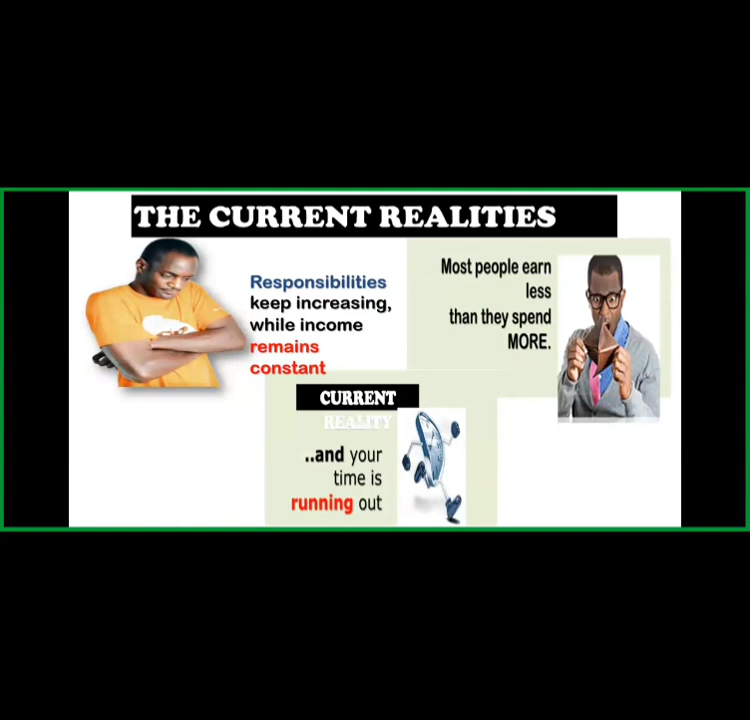 THE CURRENT REALITIES
Responsibilities
keep increasing,
while income
remains
constant
Most people earn
less
than they spend
MORE.
CURRENT
REALITY
..and your
time is
running out